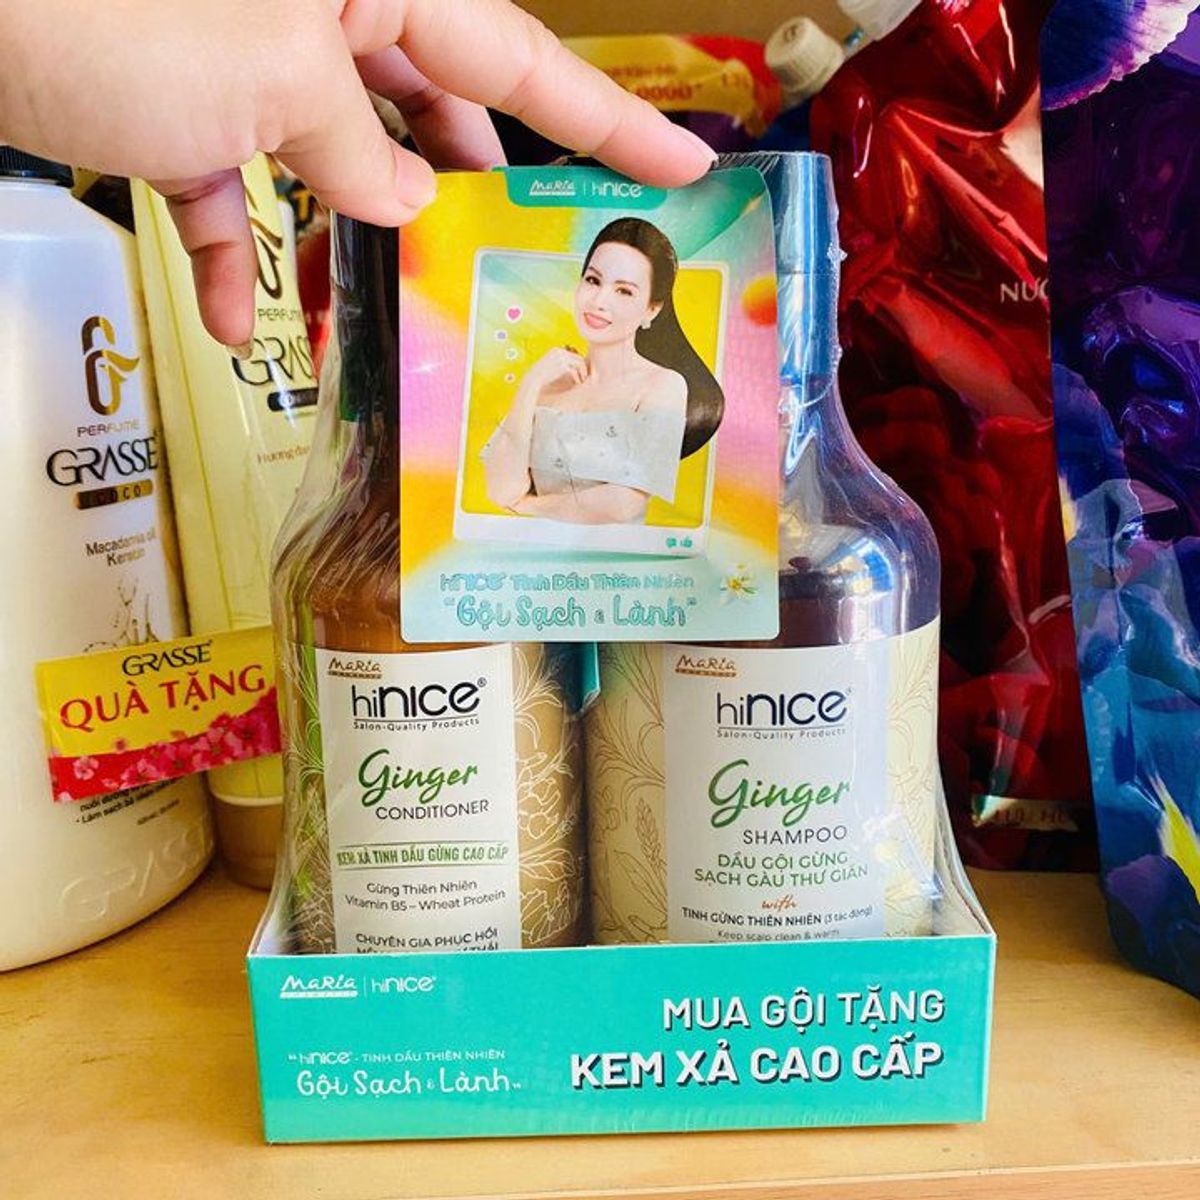 MaRia | hiNICE
hiNICE® Tinh Dầu Thiên Nhiên
"Gội Sạch & Lành"
PERFUME
GRASSE
COCO
Macadamia oil
Keratin
GRASSE®
QUÀ TẶNG
PERFUME
GRASSE
MaRia
COSMETIC
hiNICE®
Salon-Quality Products
Ginger
CONDITIONER
KEM XẢ TINH DẦU GỪNG CAO CẤP
Gừng Thiên Nhiên
Vitamin B5 – Wheat Protein
CHUYÊN GIA PHỤC HỒI
MaRia
COSMETIC
hiNICE®
Salon-Quality Products
Ginger
SHAMPOO
DẦU GỘI GỪNG
SẠCH GÀU THƯ GIÃN
with
TINH GỪNG THIÊN NHIÊN (3 tác động)
Keep scalp clean & warm
MaRia | hiNICE®
COSMETIC
"hiNICE® - TINH DẦU THIÊN NHIÊN
Gội Sạch & Lành"
MUA GỘI TẶNG
KEM XẢ CAO CẤP